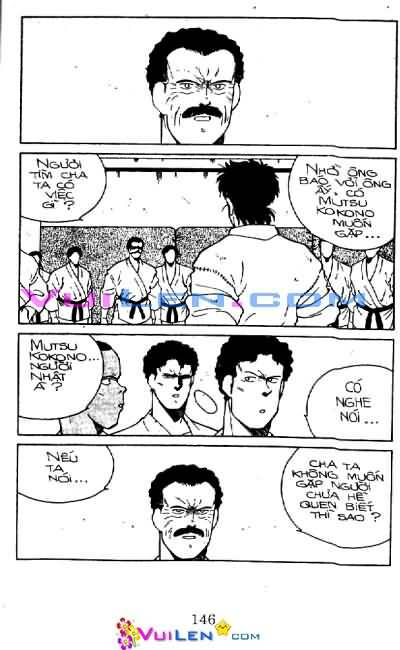 NGƯỜI
TÌM CHA
TA CÓ
VIỆC
GÌ ?
NHỜ ÔNG
BẢO VỚI ÔNG
ẤY, CÓ
MUTSU
KOKONO
MUỐN
GẶP...
VUILEN.COM
MUTSU
KOKONO...
NGƯỜI
NHẬT
À ?
CÓ
NGHE
NÓI...
NẾU
TA
NÓI...
CHA TA
KHÔNG MUỐN
GẶP NGƯỜI
CHƯA HỀ
QUEN BIẾT
THÌ SAO ?
146
VUILEN.COM